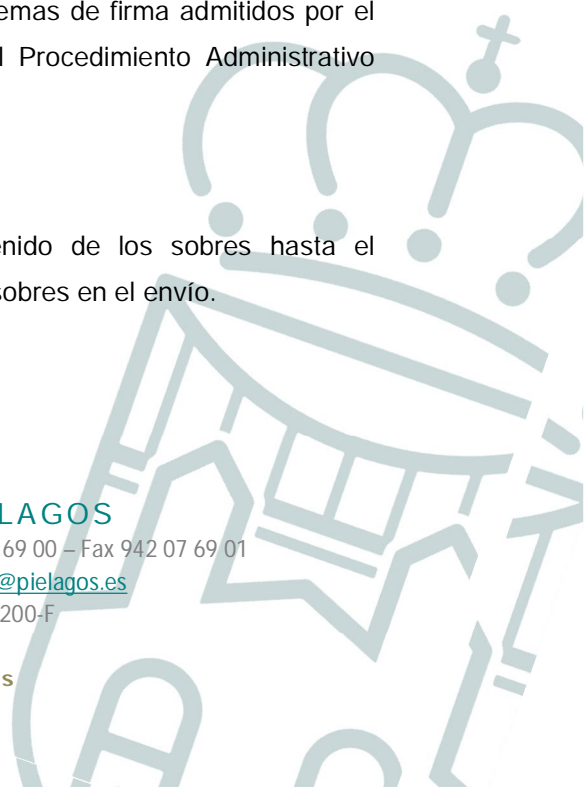 emas de firma admitidos por el
l Procedimiento Administrativo
enido de los sobres hasta el
sobres en el envío.
LAGOS
69 00 – Fax 942 07 69 01
@pielagos.es
200-F
s